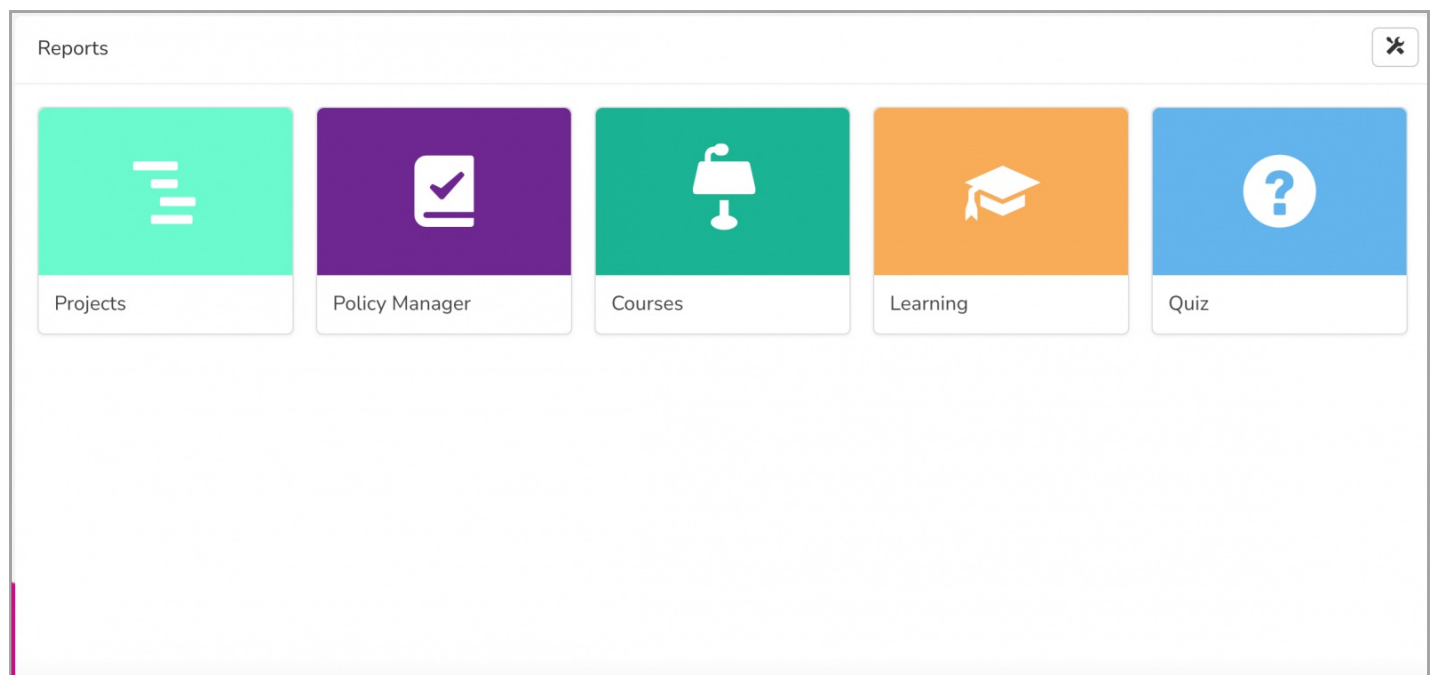 Reports
Projects
Policy Manager
Courses
Learning
Quiz